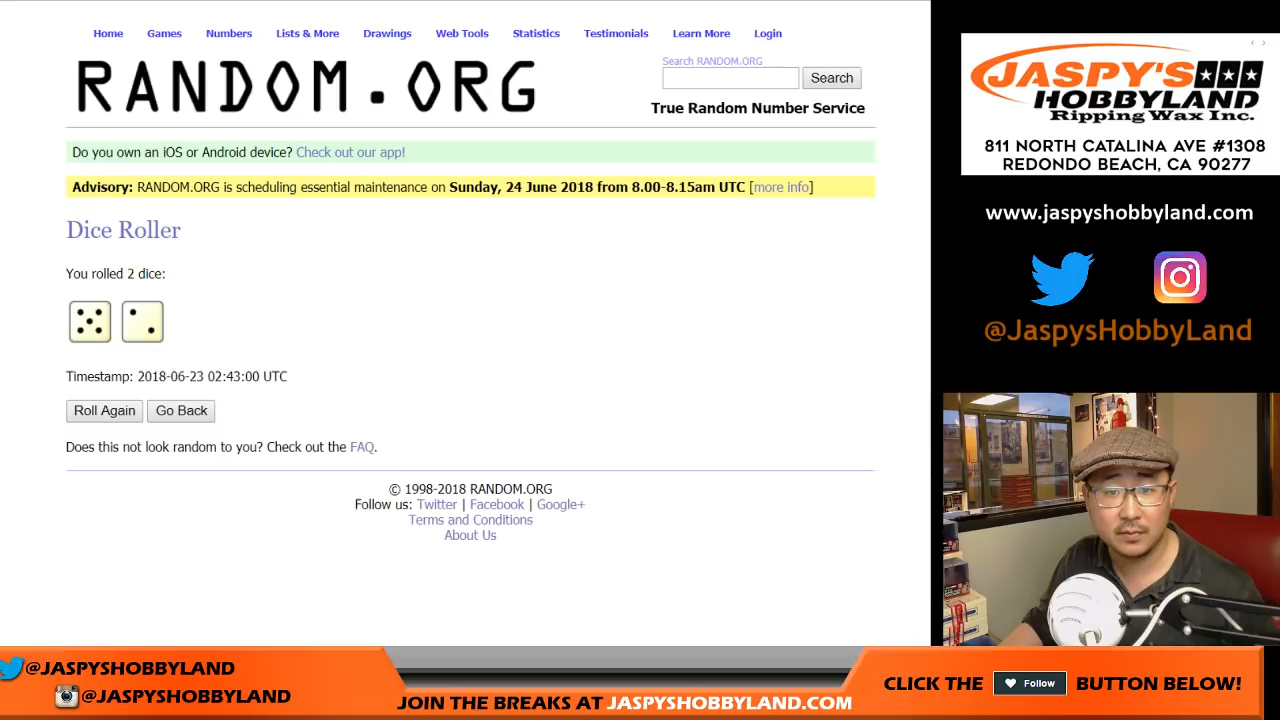 Home Games Numbers Lists & More Drawings Web Tools Statistics Testimonials Learn More Login
RANDOM.ORG
Search RANDOM.ORG
Search
True Random Number Service
Do you own an iOS or Android device? Check out our app!
Advisory: RANDOM.ORG is scheduling essential maintenance on Sunday, 24 June 2018 from 8.00-8.15am UTC [more info]
Dice Roller
You rolled 2 dice:
Timestamp: 2018-06-23 02:43:00 UTC
Roll Again Go Back
Does this not look random to you? Check out the FAQ.
© 1998-2018 RANDOM.ORG
Follow us: Twitter | Facebook | Google+
Terms and Conditions
About Us
JASPY'S
HOBBYLAND
Ripping Wax Inc.
811 NORTH CATALINA AVE #1308
REDONDO BEACH, CA 90277
www.jaspyshobbyland.com
@JaspysHobbyLand
@JASPYSHOBBYLAND
@JASPYSHOBBYLAND
JOIN THE BREAKS AT JASPYSHOBBYLAND.COM
CLICK THE Follow BUTTON BELOW!